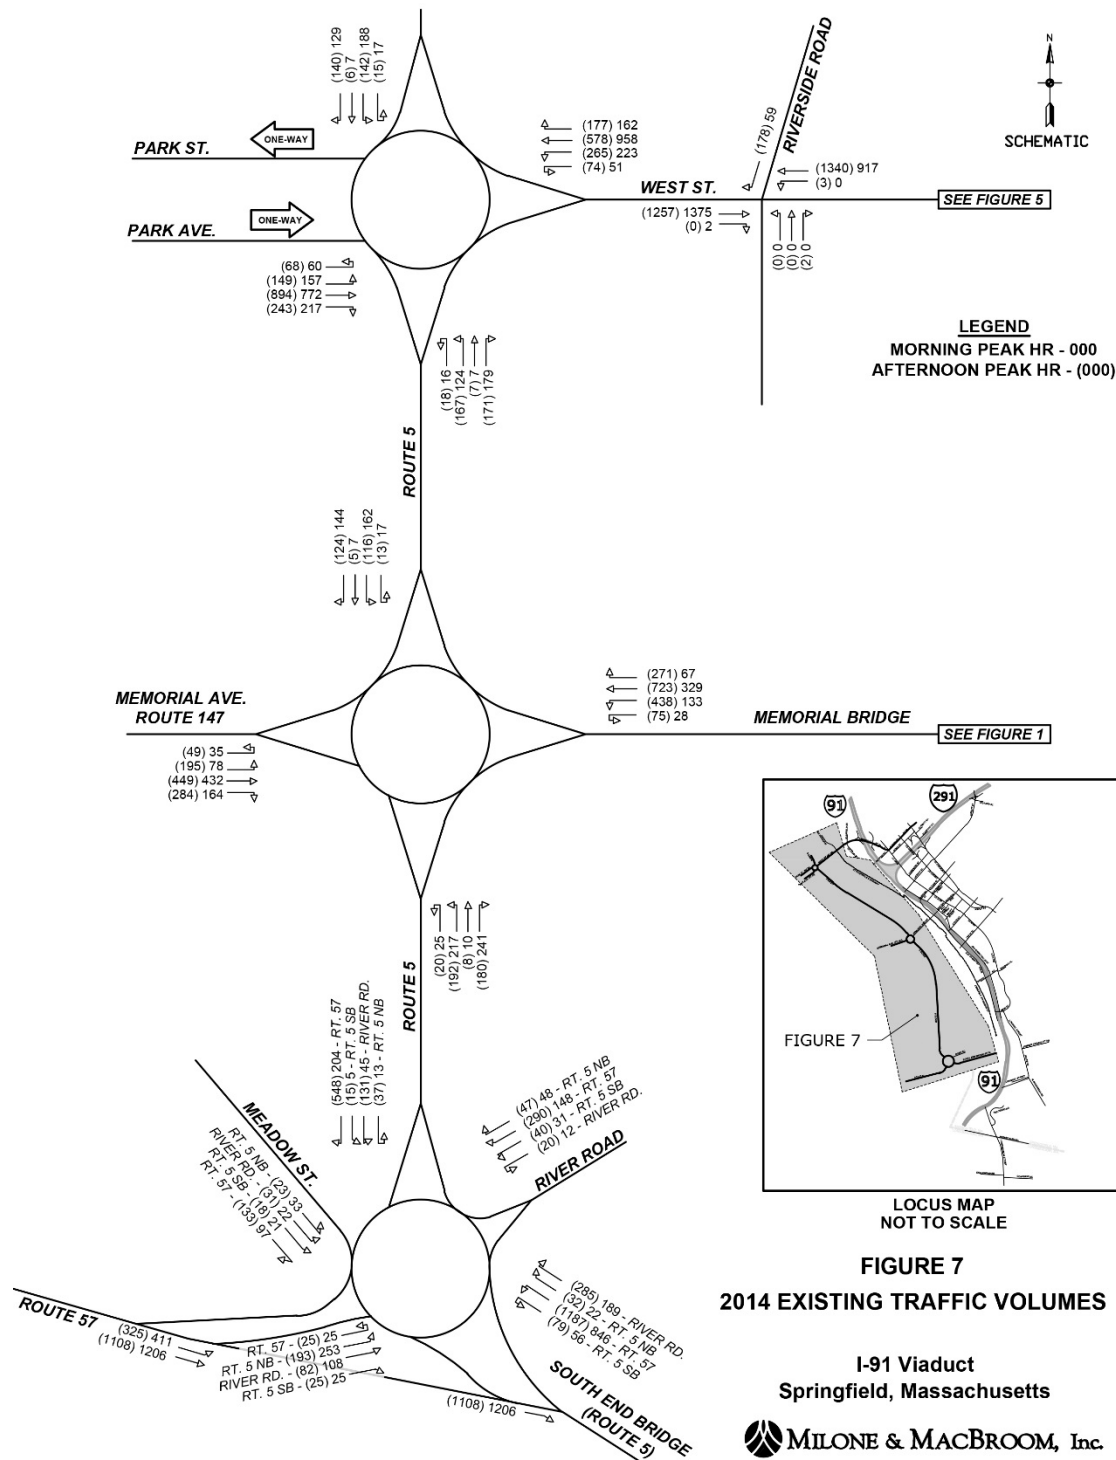 (140) 129
(6) 7
(142) 188
(15) 17
PARK ST.
ONE-WAY
PARK AVE.
ONE-WAY
(68) 60
(149) 157
(894) 772
(243) 217
(177) 162
(578) 958
(265) 223
(74) 51
WEST ST.
(178) 59
RIVERSIDE ROAD
(1340) 917
(3) 0
(1257) 1375
(0) 2
(0) 0
(0) 0
(2) 0
SEE FIGURE 5
N
SCHEMATIC
LEGEND
MORNING PEAK HR - 000
AFTERNOON PEAK HR - (000)
(18) 16
(167) 124
(7) 7
(171) 179
ROUTE 5
(124) 144
(5) 7
(116) 162
(13) 17
MEMORIAL AVE.
ROUTE 147
(49) 35
(195) 78
(449) 432
(284) 164
(271) 67
(723) 329
(438) 133
(75) 28
MEMORIAL BRIDGE
SEE FIGURE 1
(20) 25
(192) 217
(8) 10
(180) 241
ROUTE 5
(548) 204 - RT. 57
(15) 5 - RT. 5 SB
(131) 45 - RIVER RD.
(37) 13 - RT. 5 NB
(47) 48 - RT. 5 NB
(290) 148 - RT. 57
(40) 31 - RT. 5 SB
(20) 12 - RIVER RD.
RIVER ROAD
MEADOW ST.
RT. 5 NB - (23) 33
RIVER RD - (31) 22
RT. 5 SB - (18) 21
RT. 57 - (133) 97
ROUTE 57
(325) 411
(1108) 1206
RT. 57 - (25) 25
RT. 5 NB - (193) 253
RIVER RD. - (82) 108
RT. 5 SB - (25) 25
(1108) 1206
(285) 189 - RIVER RD.
(32) 22 - RT. 5 NB
(1187) 846 - RT. 57
(79) 56 - RT. 5 SB
SOUTH END BRIDGE
(ROUTE 5)
91
291
FIGURE 7
91
LOCUS MAP
NOT TO SCALE
FIGURE 7
2014 EXISTING TRAFFIC VOLUMES
I-91 Viaduct
Springfield, Massachusetts
MILONE & MACBROOM, Inc.